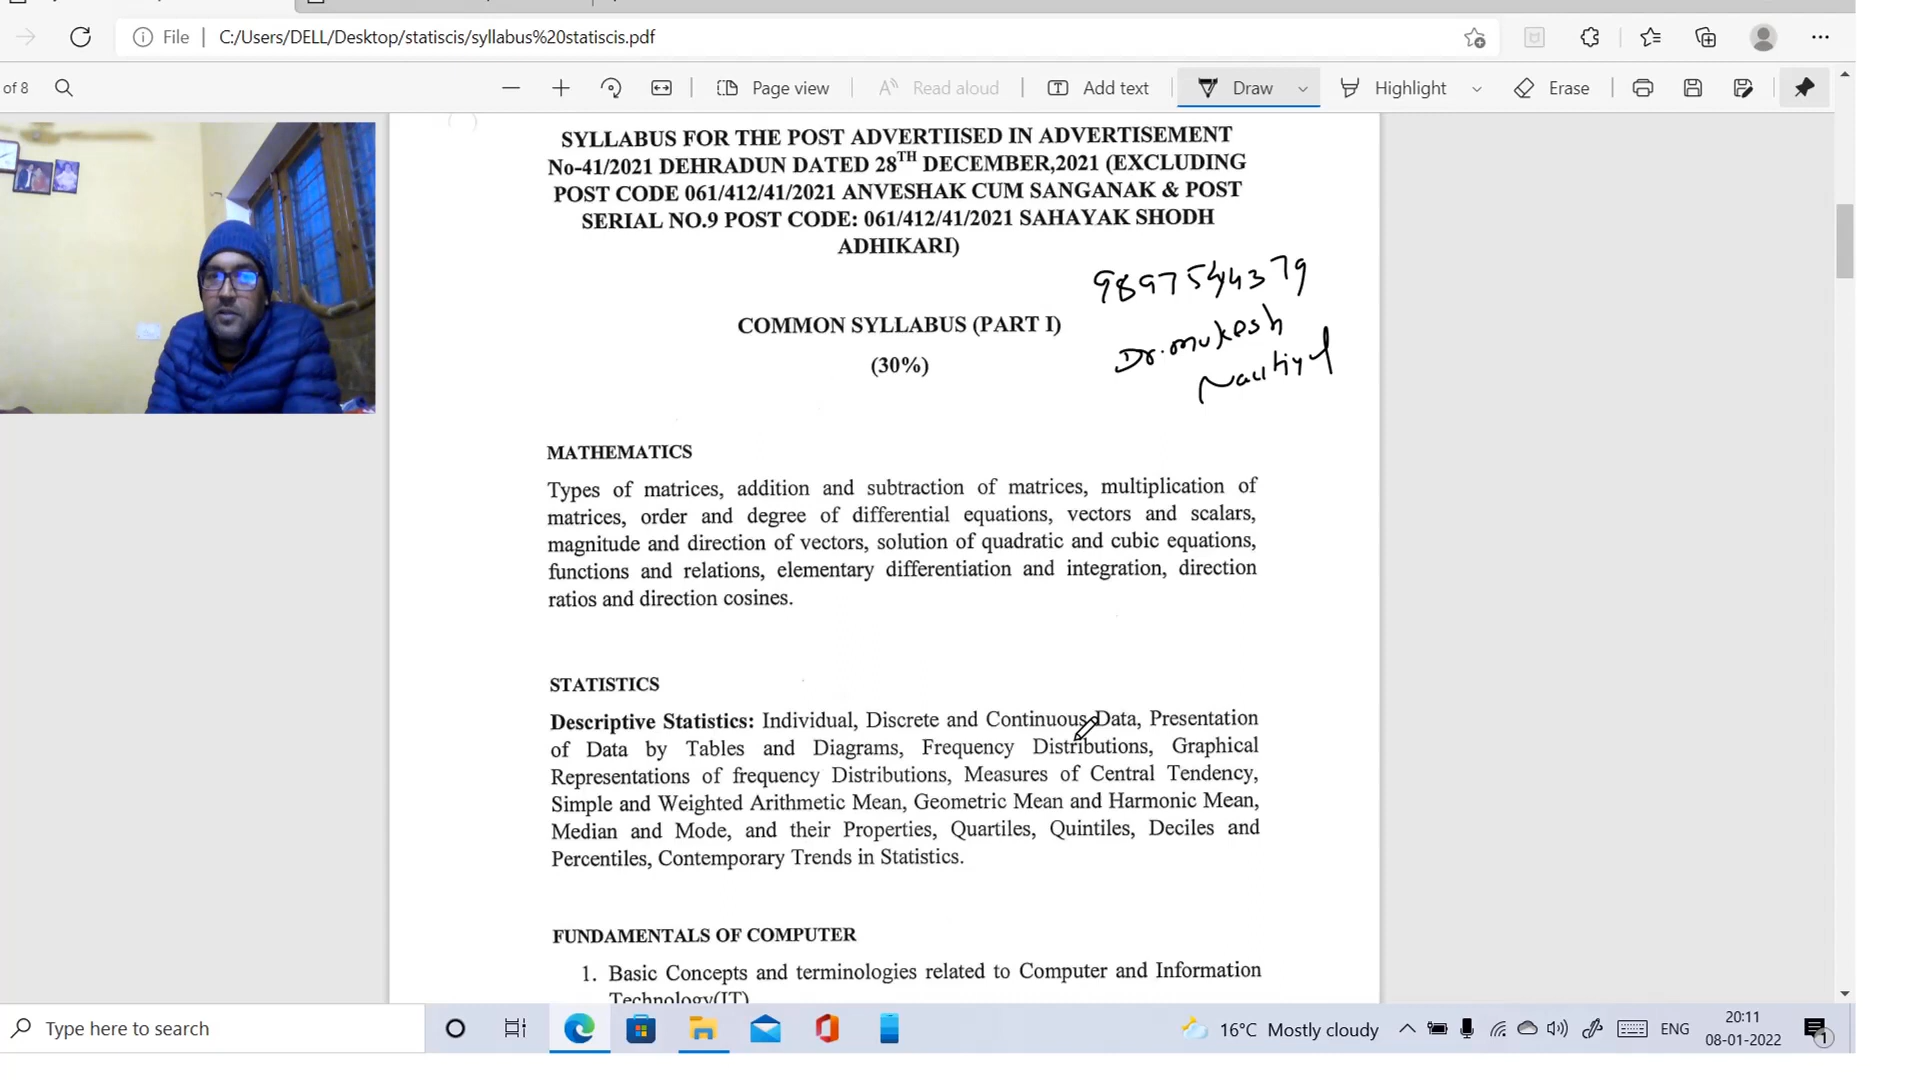 File
C:/Users/DELL/Desktop/statiscis/syllabus%20statiscis.pdf
of 8
Page view
Read aloud
Add text
Draw
Highlight
Erase
SYLLABUS FOR THE POST ADVERTIISED IN ADVERTISEMENT
No-41/2021 DEHRADUN DATED 28TH DECEMBER,2021 (EXCLUDING
POST CODE 061/412/41/2021 ANVESHAK CUM SANGANAK & POST
SERIAL NO.9 POST CODE: 061/412/41/2021 SAHAYAK SHODH
ADHIKARI)
9897544379
COMMON SYLLABUS (PART I)
Dr. mukesh
(30%)
Nautiyal
MATHEMATICS
Types of matrices, addition and subtraction of matrices, multiplication of
matrices, order and degree of differential equations, vectors and scalars,
magnitude and direction of vectors, solution of quadratic and cubic equations,
functions and relations, elementary differentiation and integration, direction
ratios and direction cosines.
STATISTICS
Descriptive Statistics: Individual, Discrete and Continuous Data, Presentation
of Data by Tables and Diagrams, Frequency Distributions, Graphical
Representations of frequency Distributions, Measures of Central Tendency,
Simple and Weighted Arithmetic Mean, Geometric Mean and Harmonic Mean,
Median and Mode, and their Properties, Quartiles, Quintiles, Deciles and
Percentiles, Contemporary Trends in Statistics.
FUNDAMENTALS OF COMPUTER
1. Basic Concepts and terminologies related to Computer and Information
Technology(IT)
Type here to search
16°C Mostly cloudy
ENG
20:11
08-01-2022
1